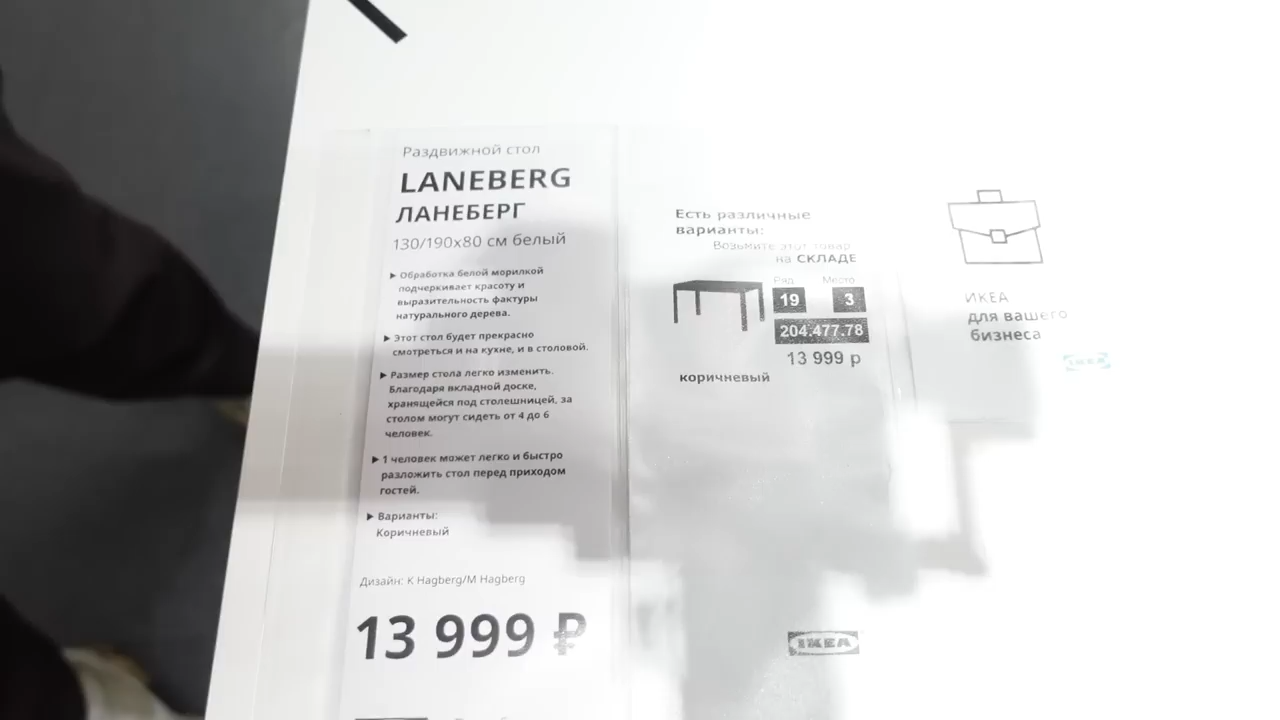 Раздвижной стол
LANEBERG
ЛАНЕБЕРГ
130/190x80 см белый
▶ Обработка белой морилкой
подчеркивает красоту и
выразительность фактуры
натурального дерева.
▶ Этот стол будет прекрасно
смотреться и на кухне, и в столовой.
▶ Размер стола легко изменить.
Благодаря вкладной доске,
хранящейся под столешницей, за
столом могут сидеть от 4 до 6
человек.
▶ 1 человек может легко и быстро
разложить стол перед приходом
гостей.
▶ Варианты:
Коричневый
Дизайн: K Hagberg/M Hagberg
13 999 ₽
Есть различные
варианты:
Возьмите этот товар
на СКЛАДЕ
Ряд Место
19 3
204.477.78
13 999 р
коричневый
IKEA
ИКЕА
для вашего
бизнеса
IKEA